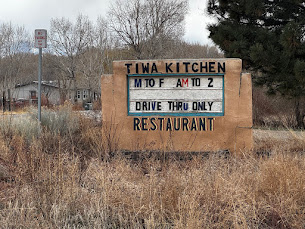 TIWA KITCHEN
M TO F AM TO 2
DRIVE THRU ONLY
RESTAURANT